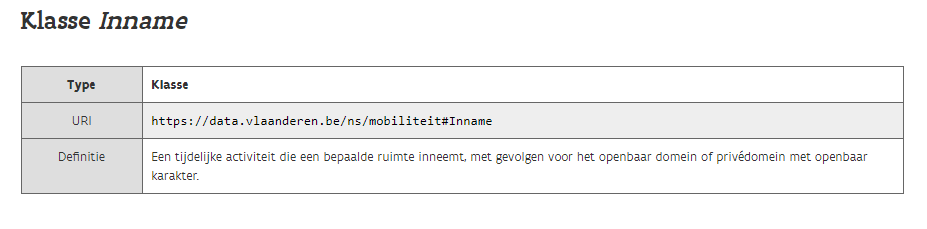 Klasse Inname
Type Klasse
URI https://data.vlaanderen.be/ns/mobiliteit#Inname
Definitie Een tijdelijke activiteit die een bepaalde ruimte inneemt, met gevolgen voor het openbaar domein of privédomein met openbaar
karakter.